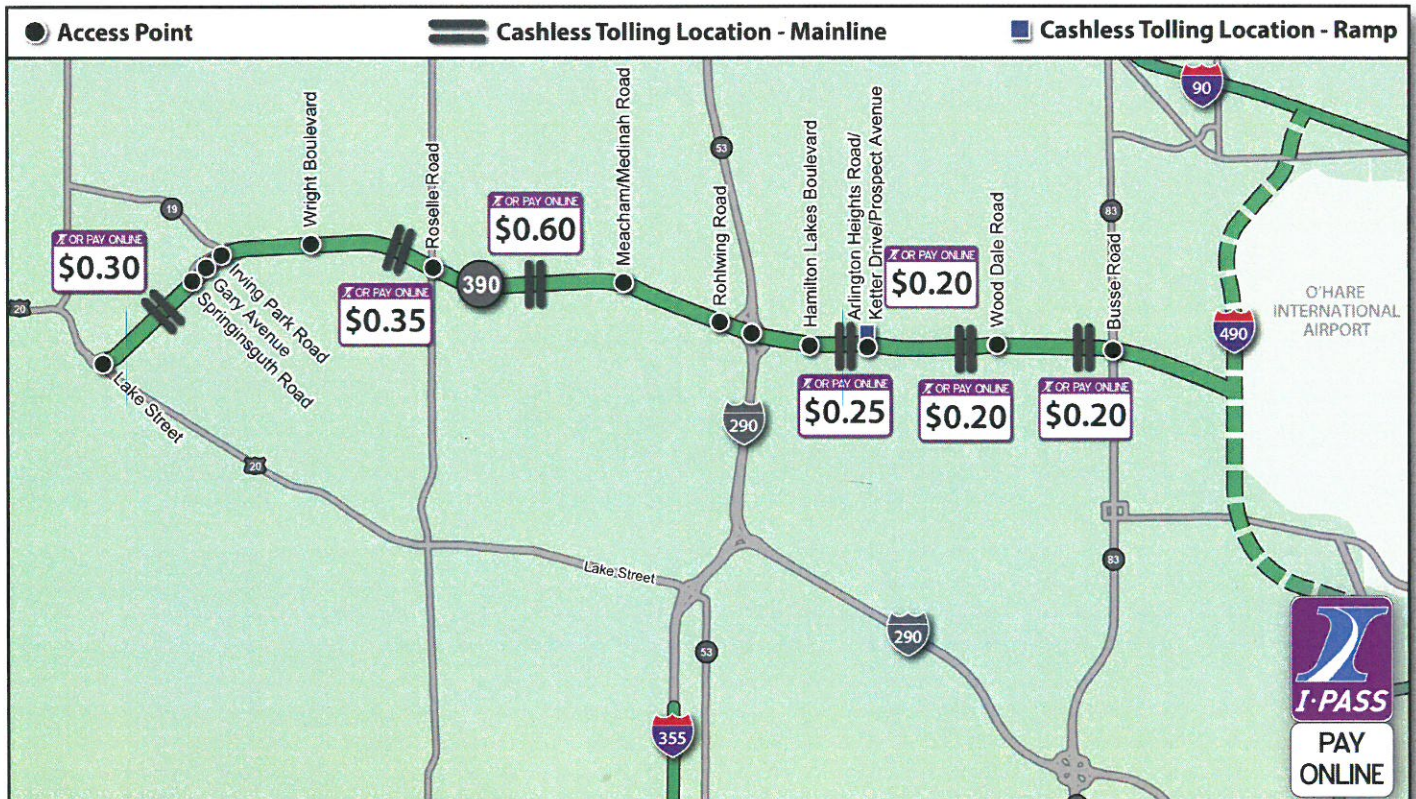 Access Point
Cashless Tolling Location - Mainline
Cashless Tolling Location - Ramp
90
53
19
83
Wright Boulevard
Roselle Road
Meacham/Medinah Road
Rohlwing Road
Hamilton Lakes Boulevard
Arlington Heights Road/
Ketter Drive/Prospect Avenue
Wood Dale Road
Busse Road
OR PAY ONLINE
$0.30
OR PAY ONLINE
$0.60
OR PAY ONLINE
$0.20
OR PAY ONLINE
$0.35
390
Irving Park Road
Gary Avenue
Springinsguth Road
Lake Street
20
O'HARE
INTERNATIONAL
AIRPORT
490
OR PAY ONLINE
$0.25
OR PAY ONLINE
$0.20
OR PAY ONLINE
$0.20
290
20
Lake Street
83
290
53
355
I-PASS
PAY
ONLINE